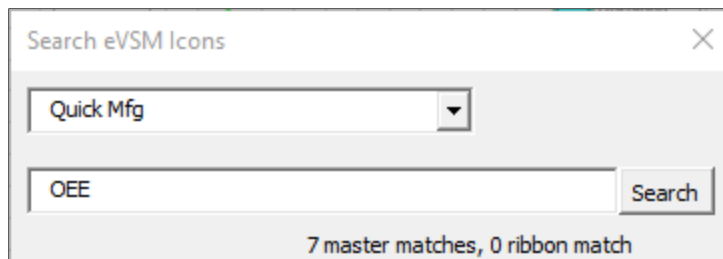 Search eVSM Icons
Quick Mfg
OEE
Search
7 master matches, 0 ribbon match